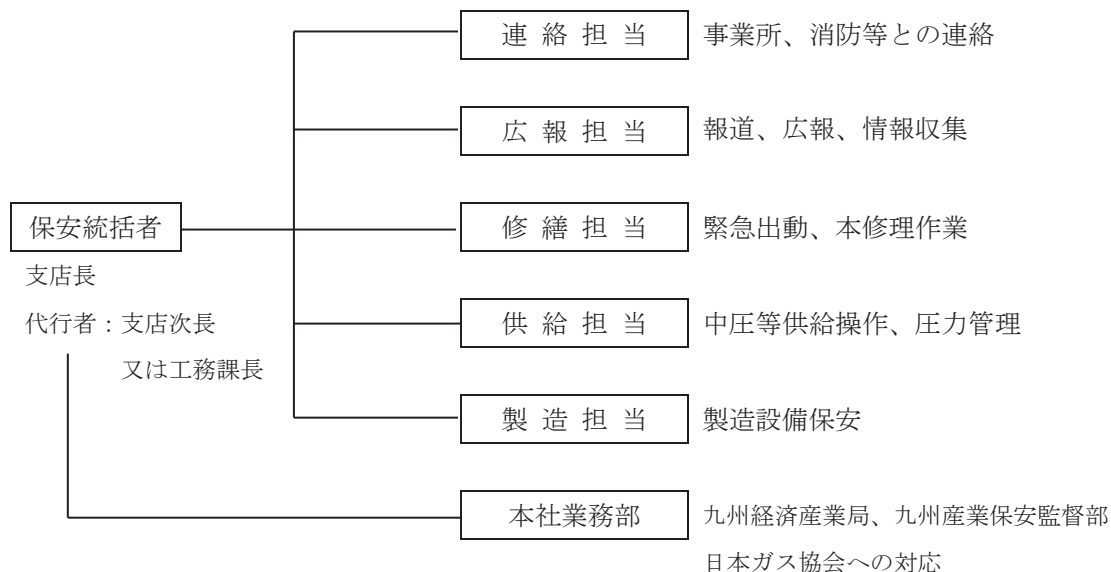 連絡担当 事業所、消防等との連絡
広報担当 報道、広報、情報収集
保安統括者
支店長
代行者：支店次長
又は工務課長
修繕担当 緊急出動、本修理作業
供給担当 中圧等供給操作、圧力管理
製造担当 製造設備保安
本社業務部 九州経済産業局、九州産業保安監督部
日本ガス協会への対応